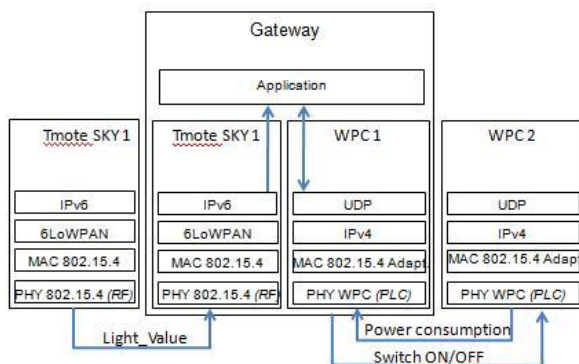 Gateway
Application
Tmote SKY 1
Tmote SKY 1
WPC 1
WPC 2
IPv6
IPv6
UDP
UDP
6LoWPAN
6LoWPAN
IPv4
IPv4
MAC 802.15.4
MAC 802.15.4
MAC 802.15.4 Adapt.
MAC 802.15.4 Adapt
PHY 802.15.4 (RF)
PHY 802.15.4 (RF)
PHY WPC (PLC)
PHY WPC (PLC)
Light_Value
Power consumption
Switch ON/OFF